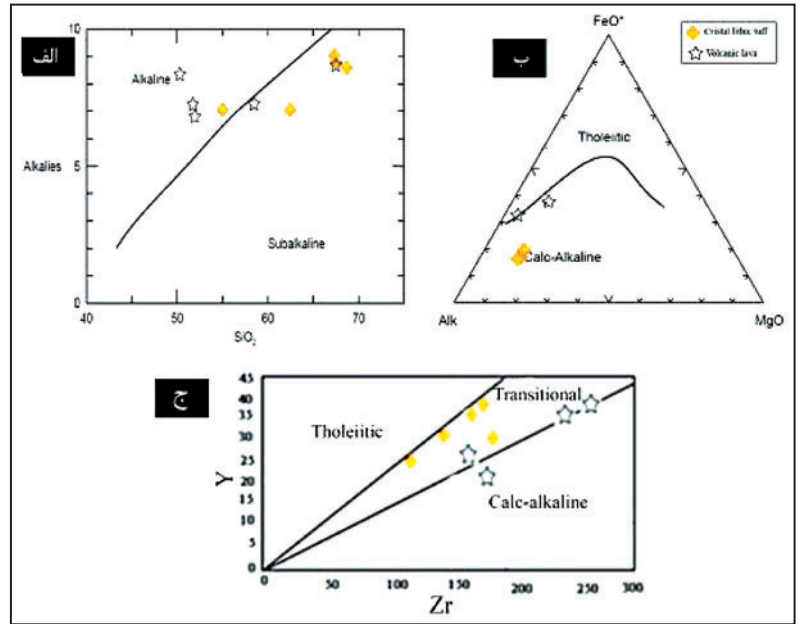 10
الف
Alkaline
Alkalies
5
Subalkaline
0
40
50
60
70
SiO₂
ب
FeO*
Cristal lithic tuff
Volcanic lava
Tholeiitic
Calc-Alkaline
Alk
MgO
ج
45
40
35
30
25
20
15
10
5
0
Y
Tholeiitic
Transitional
Calc-alkaline
0
50
100
150
200
250
300
Zr